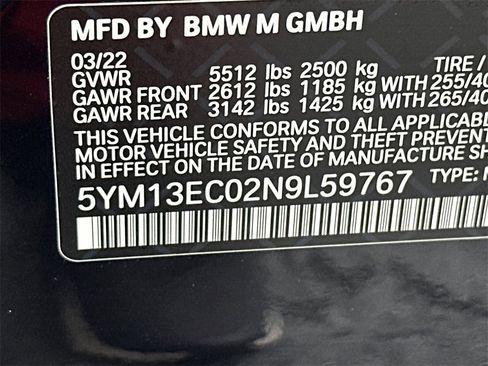 MFD BY BMW M GMBH
03/22 TIRE /
GVWR 5512 lbs 2500 kg
GAWR FRONT 2612 lbs 1185 kg WITH 255/40
GAWR REAR 3142 lbs 1425 kg WITH 265/40
THIS VEHICLE CONFORMS TO ALL APPLICABL
MOTOR VEHICLE SAFETY AND THEFT PREVENT
IN EFFECT ON THE DATE OF MANUFACTURE
5YM13EC02N9L59767 TYPE: M